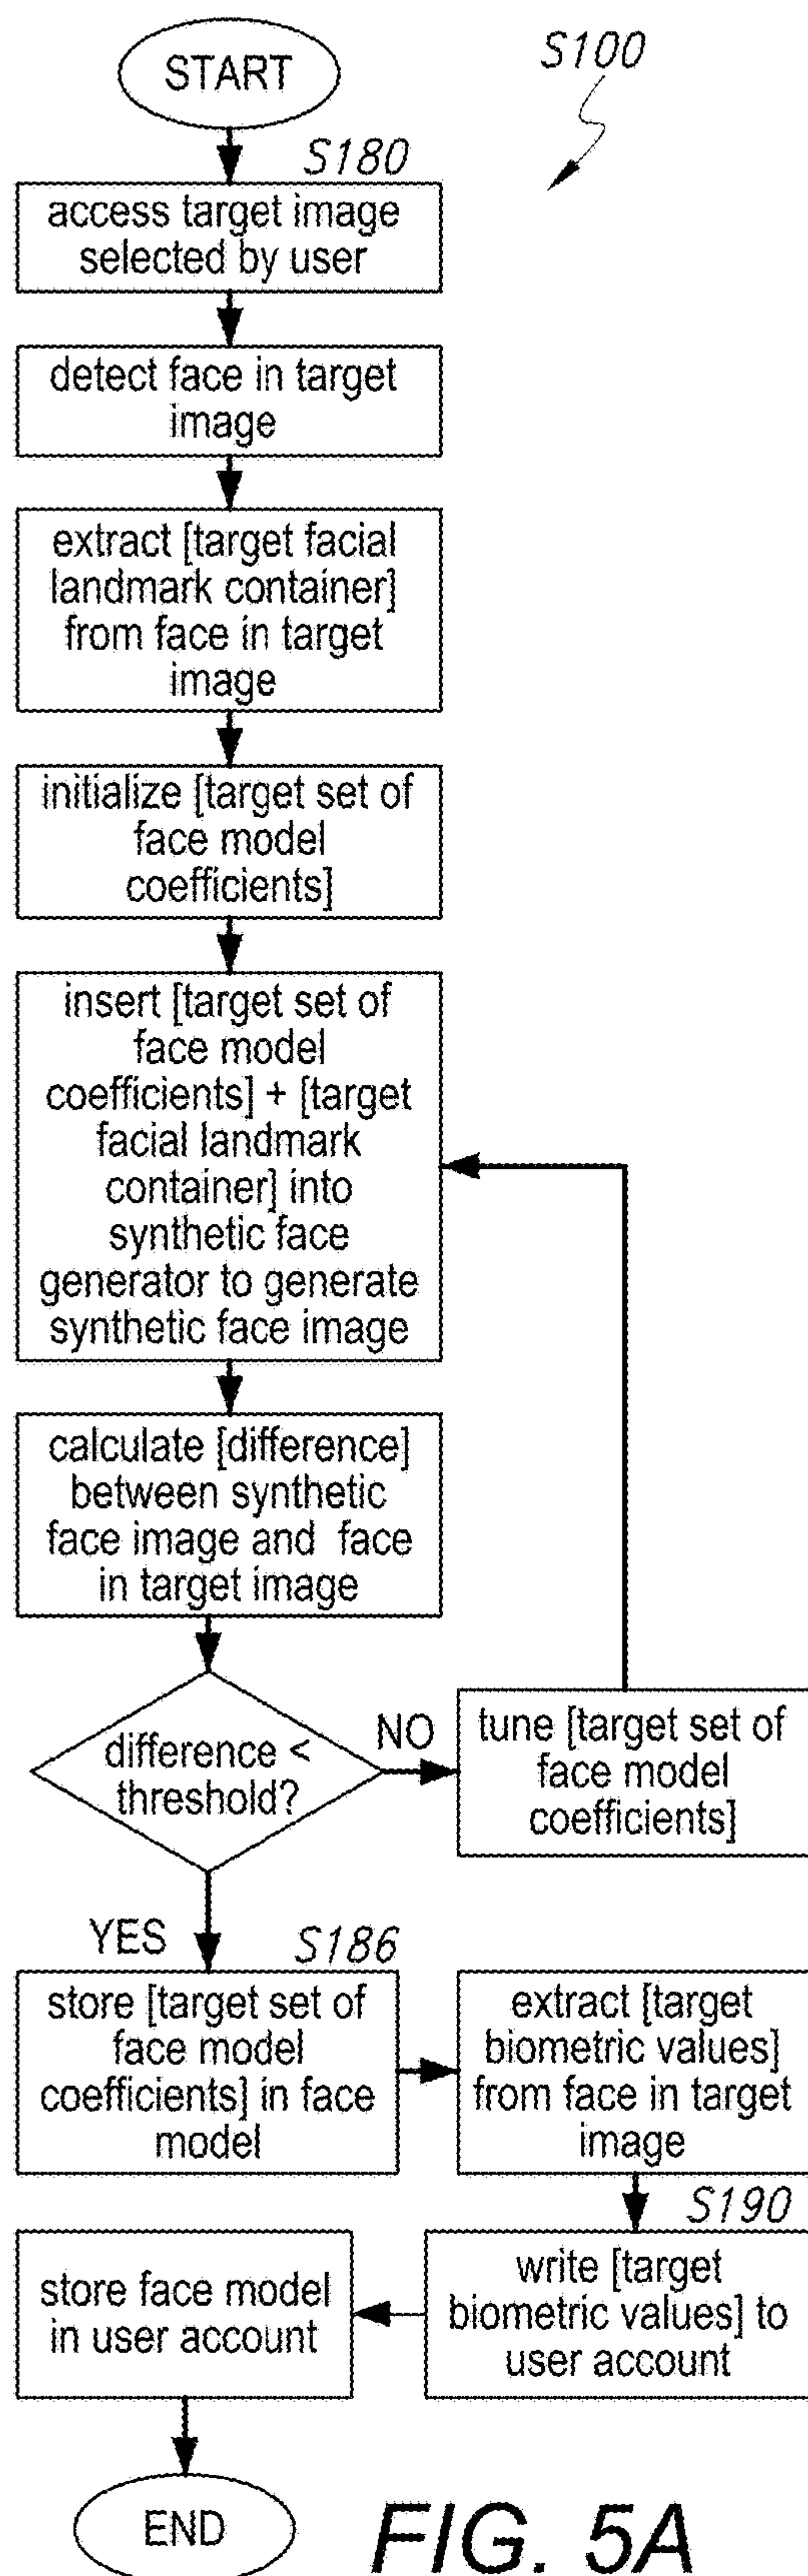 START
S100
S180
access target image
selected by user
detect face in target
image
extract [target facial
landmark container]
from face in target
image
initialize [target set of
face model
coefficients]
insert [target set of
face model
coefficients] + [target
facial landmark
container] into
synthetic face
generator to generate
synthetic face image
calculate [difference]
between synthetic
face image and face
in target image
difference <
threshold?
NO
tune [target set of
face model
coefficients]
YES
S186
store [target set of
face model
coefficients] in face
model
extract [target
biometric values]
from face in target
image
S190
write [target
biometric values] to
user account
store face model
in user account
END
FIG. 5A